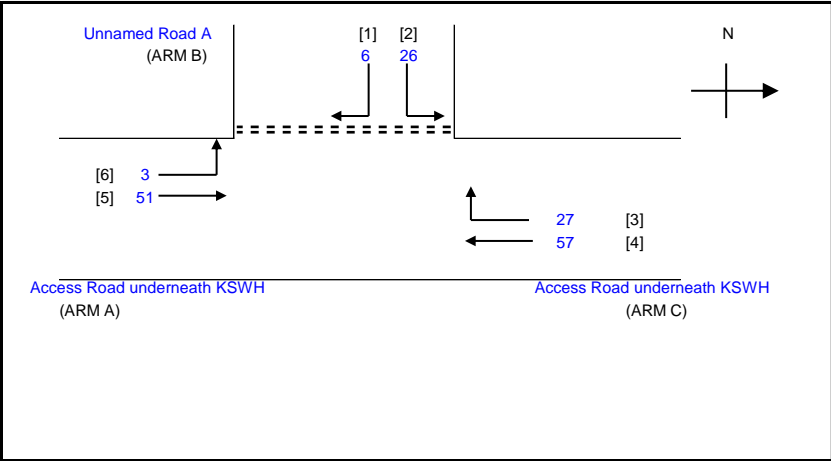 Unnamed Road A [1] [2] N
(ARM B) 6 26
[6] 3
[5] 51
27 [3]
57 [4]
Access Road underneath KSWH Access Road underneath KSWH
(ARM A) (ARM C)